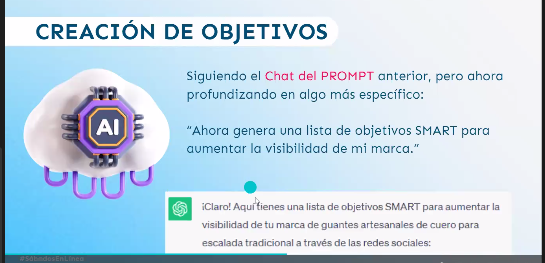 CREACIÓN DE OBJETIVOS
Siguiendo el Chat del PROMPT anterior, pero ahora
profundizando en algo más específico:
AI
“Ahora genera una lista de objetivos SMART para
aumentar la visibilidad de mi marca.”
¡Claro! Aquí tienes una lista de objetivos SMART para aumentar la
visibilidad de tu marca de guantes artesanales de cuero para
escalada tradicional a través de las redes sociales:
#SábadosEnLínea